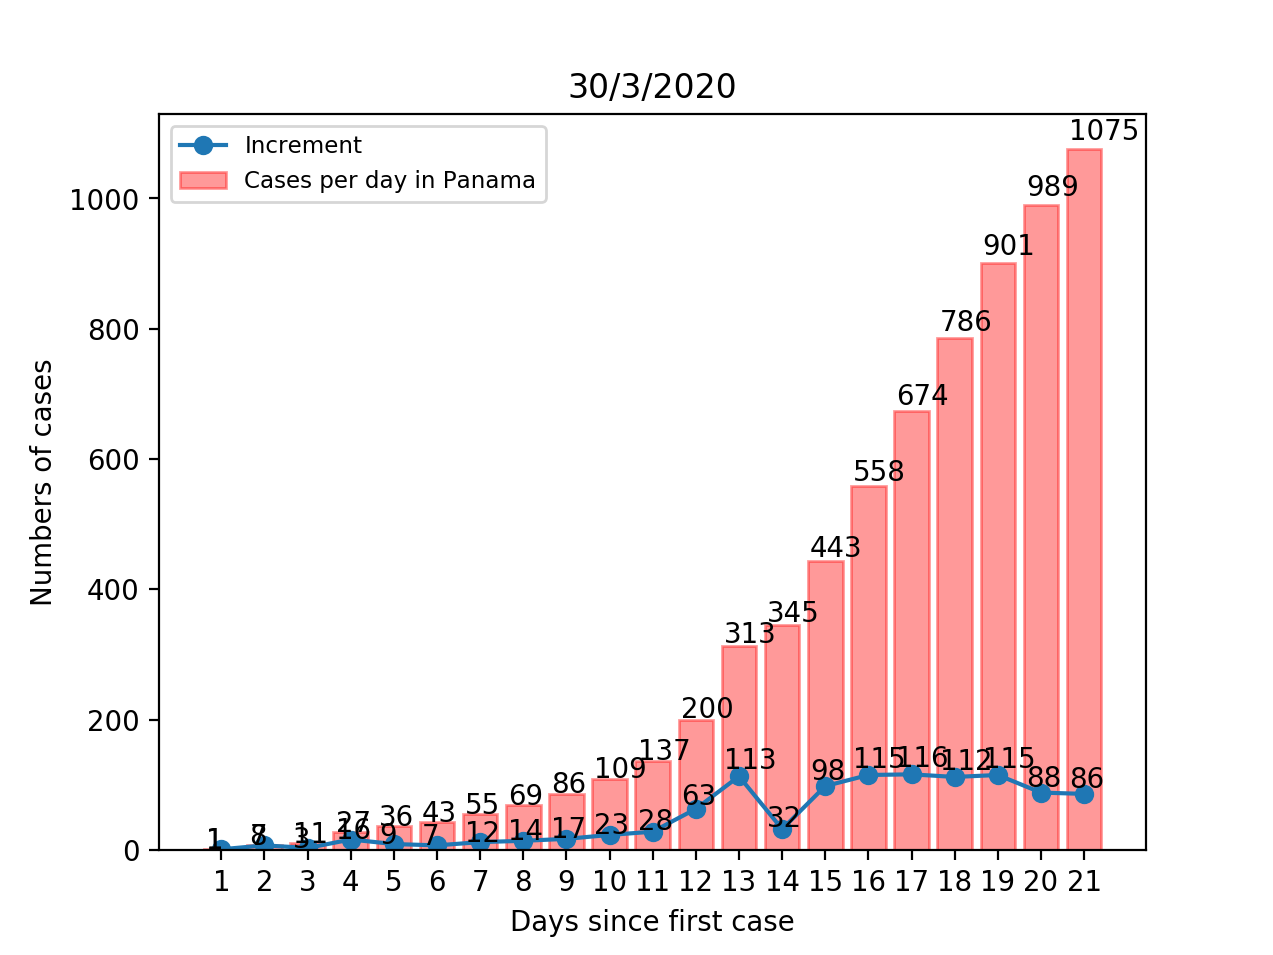 30/3/2020
Increment
Cases per day in Panama
Numbers of cases
1000
800
600
400
200
0
1 8 11 27 36 43 55 69 86 109 137 200 313 345 443 558 674 786 901 989 1075
1 7 3 16 9 7 12 14 17 23 28 63 113 32 98 115 116 112 115 88 86
1 2 3 4 5 6 7 8 9 10 11 12 13 14 15 16 17 18 19 20 21
Days since first case